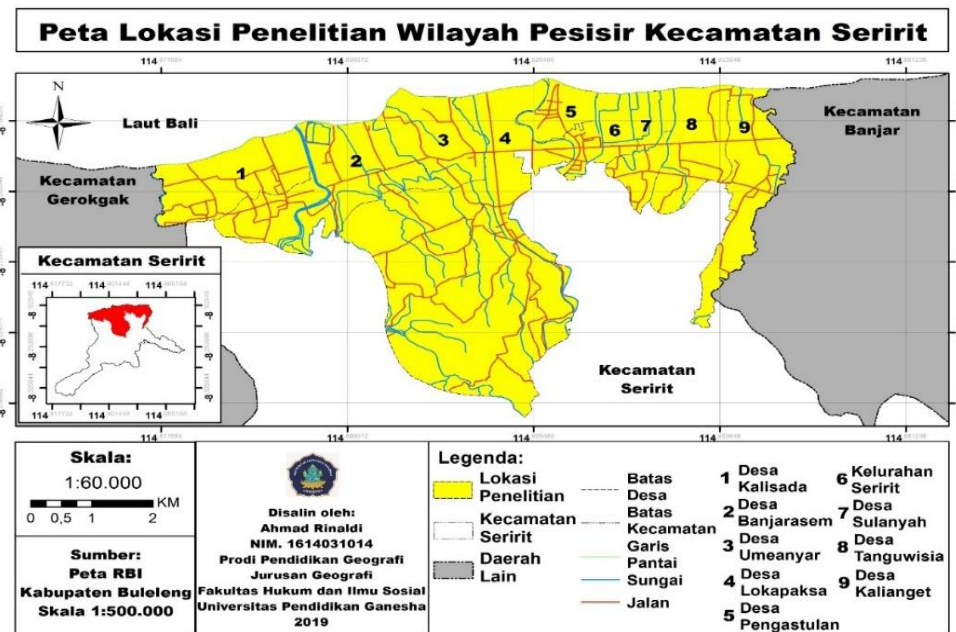 Peta Lokasi Penelitian Wilayah Pesisir Kecamatan Seririt
N
Laut Bali
Kecamatan
Gerokgak
Kecamatan
Banjar
Kecamatan
Seririt
1
2
3
4
5
6
7
8
9
Kecamatan Seririt
Skala:
1:60.000
KM
0 0,5 1 2
Sumber:
Peta RBI
Kabupaten Buleleng
Skala 1:500.000
Disalin oleh:
Ahmad Rinaldi
NIM. 1614031014
Prodi Pendidikan Geografi
Jurusan Geografi
Fakultas Hukum dan Ilmu Sosial
Universitas Pendidikan Ganesha
2019
Legenda:
Lokasi
Penelitian
Kecamatan
Seririt
Daerah
Lain
Batas
Desa
Batas
Kecamatan
Garis
Pantai
Sungai
Jalan
1 Desa
Kalisada
2 Desa
Banjarasem
3 Desa
Umeanyar
4 Desa
Lokapaksa
5 Desa
Pengastulan
6 Kelurahan
Seririt
7 Desa
Sulanyah
8 Desa
Tanguwisia
9 Desa
Kalianget